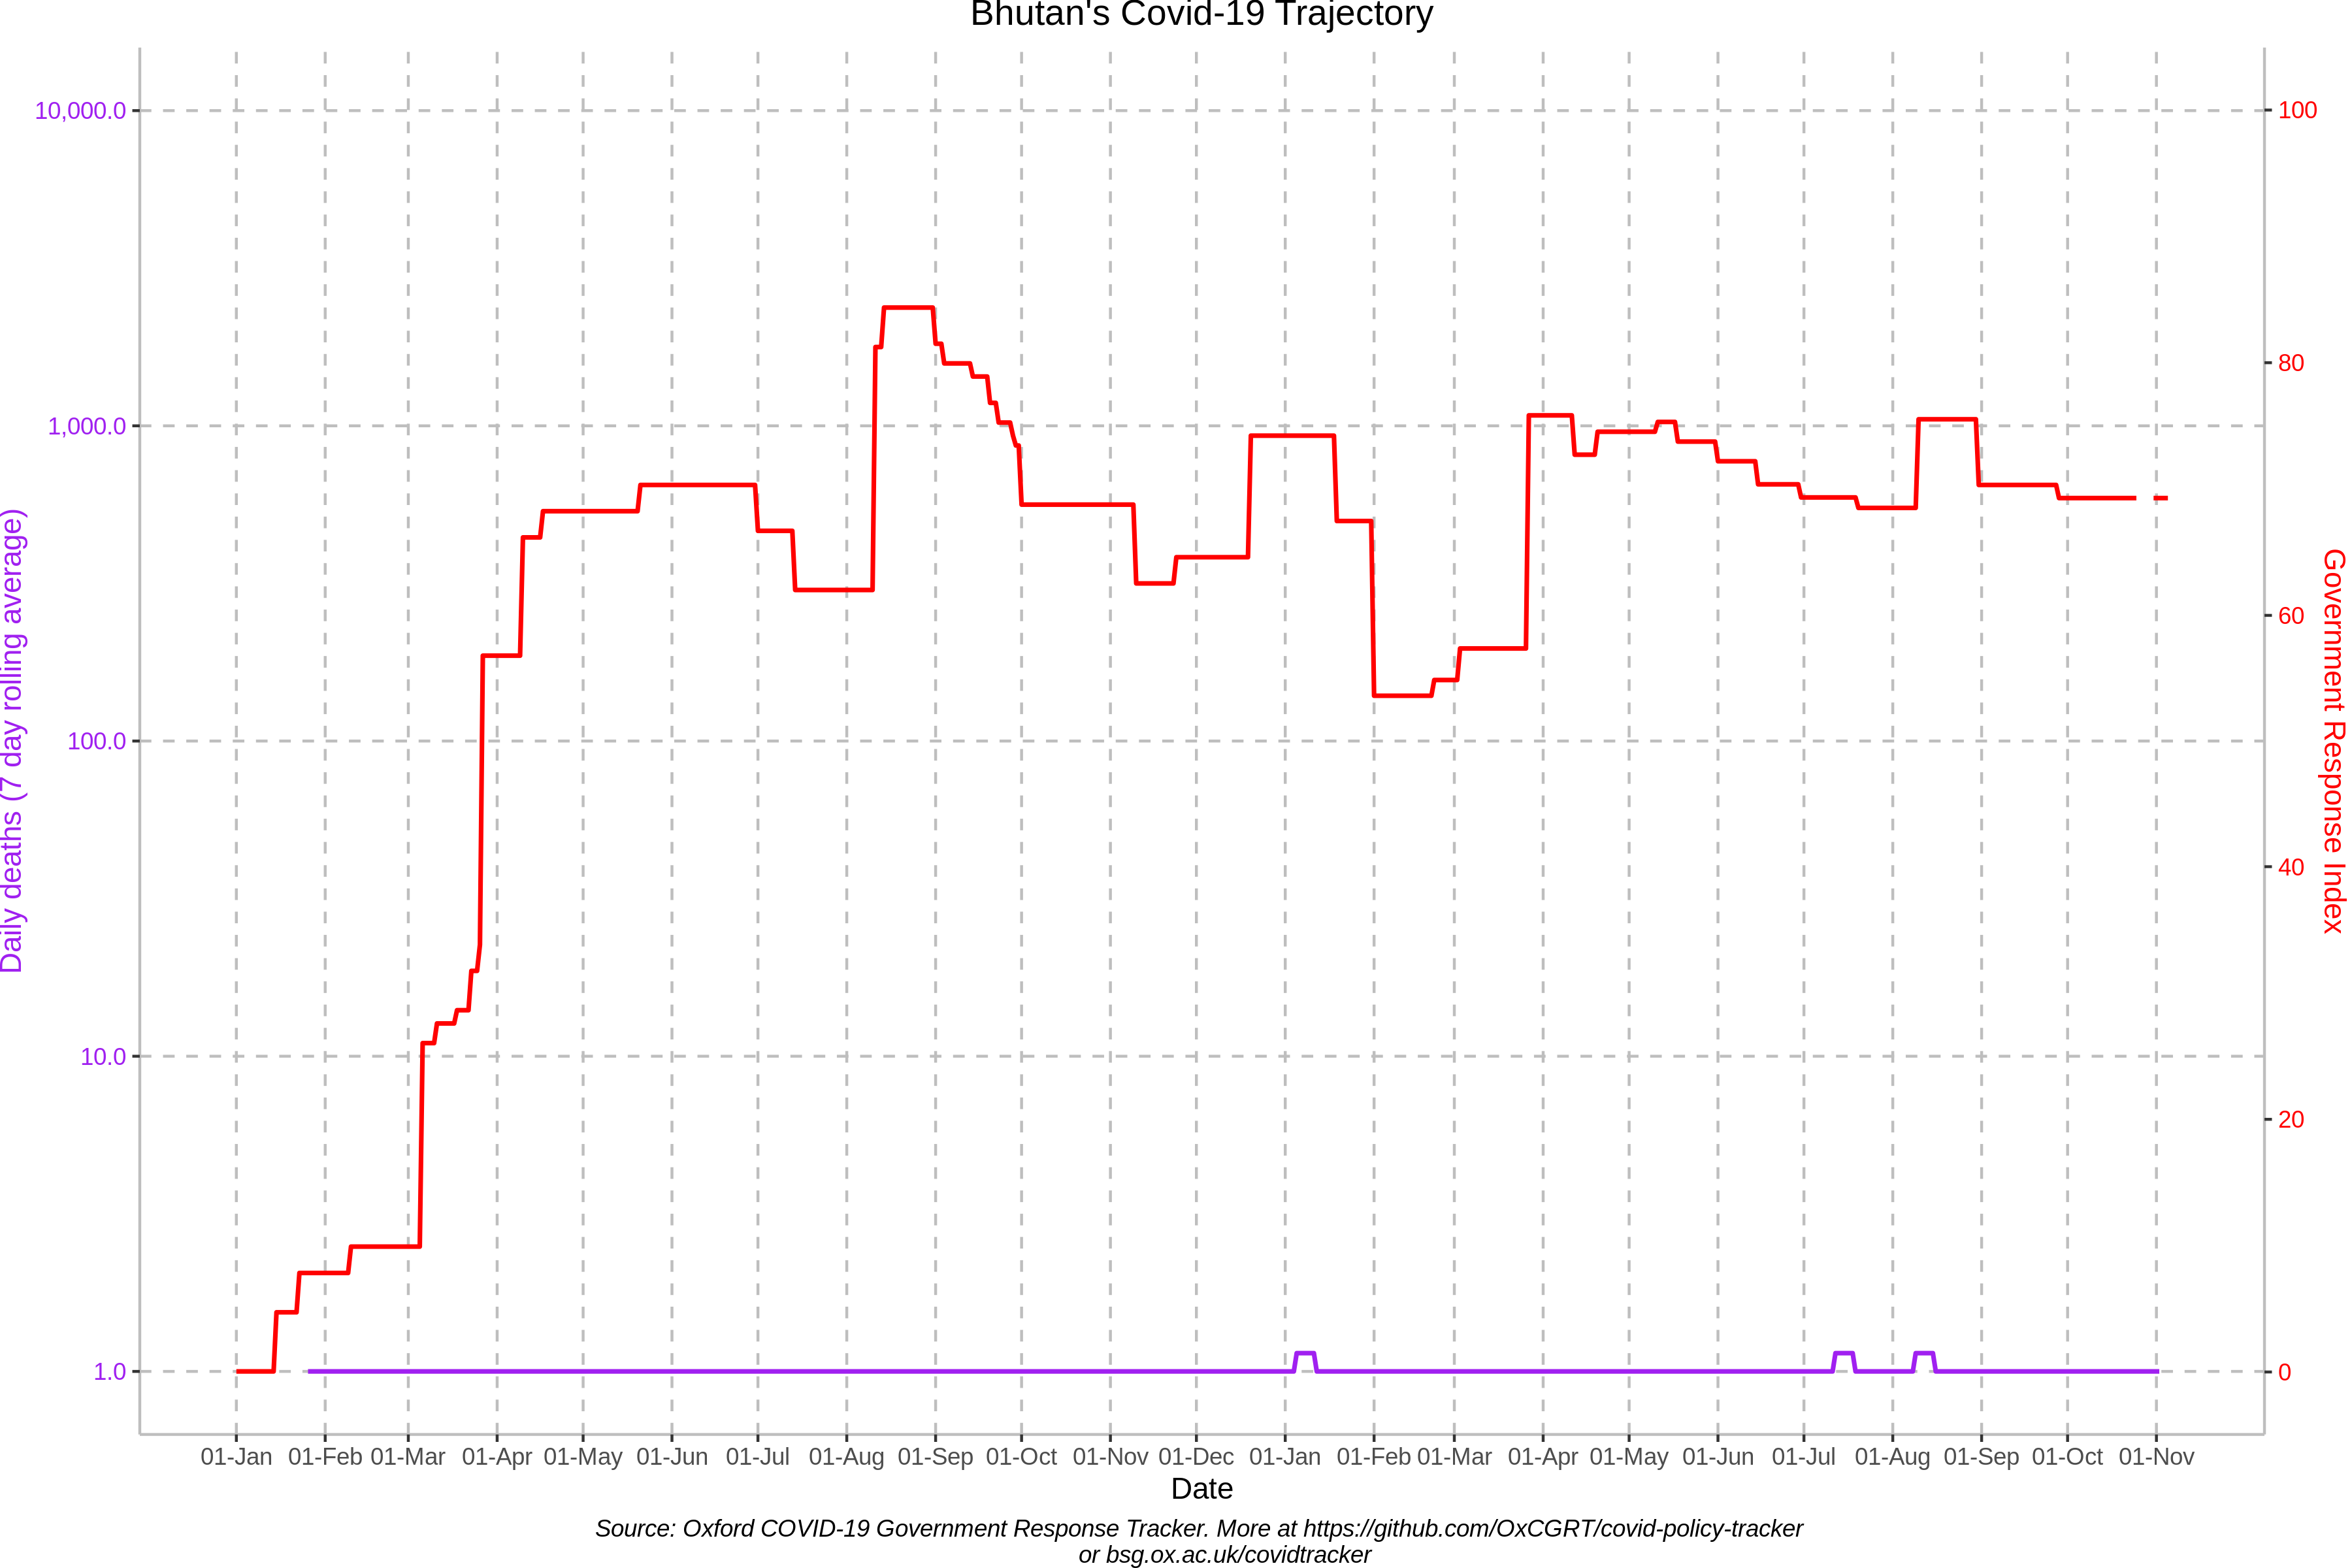 Bhutan's Covid-19 Trajectory
10,000.0
1,000.0
100.0
10.0
1.0
Daily deaths (7 day rolling average)
100
80
60
40
20
0
Government Response Index
01-Jan 01-Feb 01-Mar 01-Apr 01-May 01-Jun 01-Jul 01-Aug 01-Sep 01-Oct 01-Nov 01-Dec 01-Jan 01-Feb 01-Mar 01-Apr 01-May 01-Jun 01-Jul 01-Aug 01-Sep 01-Oct 01-Nov
Date
Source: Oxford COVID-19 Government Response Tracker. More at https://github.com/OxCGRT/covid-policy-tracker
or bsg.ox.ac.uk/covidtracker